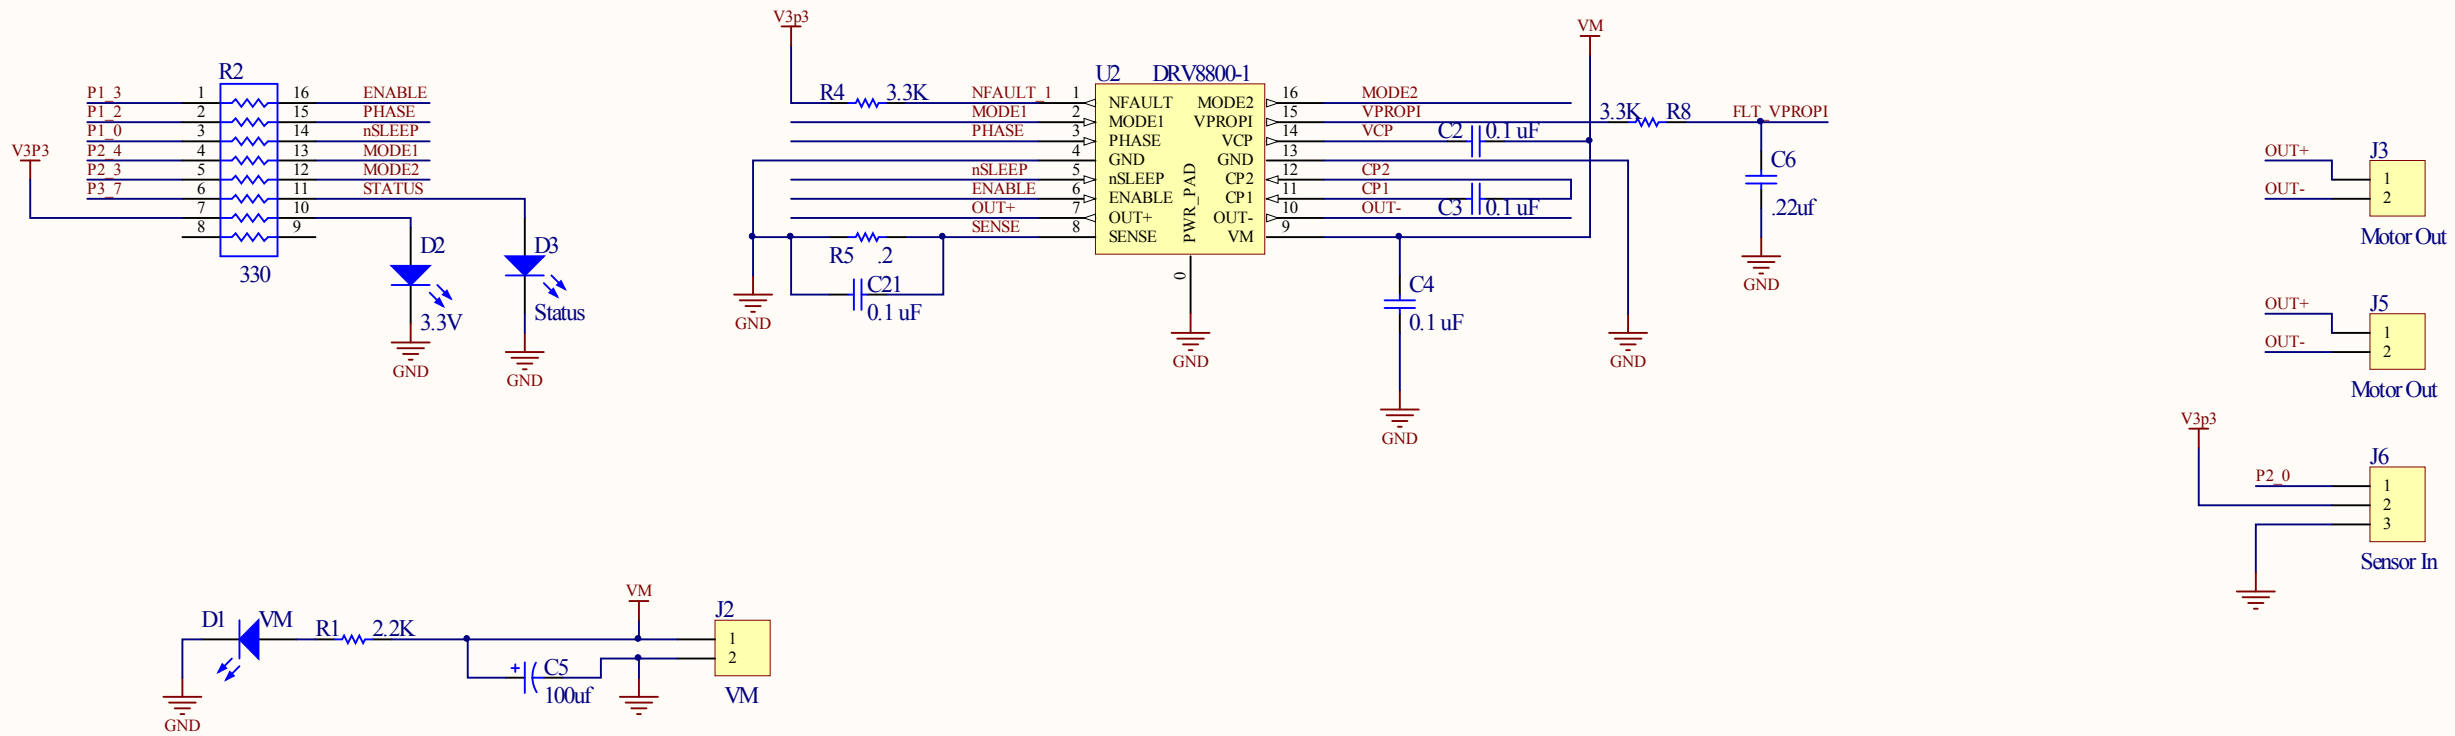 R2
P1_3 1 16 ENABLE
P1_2 2 15 PHASE
P1_0 3 14 nSLEEP
P2_4 4 13 MODE1
P2_3 5 12 MODE2
P3_7 6 11 STATUS
7 10
8 9
330
V3P3
D2
3.3V
GND
D3
Status
GND
V3p3
R4 3.3K
U2 DRV8800-1
NFAULT_1 1 NFAULT MODE2 16 MODE2
MODE1 2 MODE1 VPROPI 15 VPROPI
PHASE 3 PHASE VCP 14 VCP
4 GND GND 13
nSLEEP 5 nSLEEP CP2 12 CP2
ENABLE 6 ENABLE CP1 11 CP1
OUT+ 7 OUT+ OUT- 10 OUT-
SENSE 8 SENSE VM 9
PWR_PAD
0
GND
R5 .2
C21
0.1 uF
GND
VM
C2 0.1 uF
C3 0.1 uF
C4
0.1 uF
GND
GND
3.3K R8 FLT_VPROPI
C6
.22uf
GND
OUT+ J3
1
OUT- 2
Motor Out
OUT+ J5
1
OUT- 2
Motor Out
V3p3
J6
P2_0 1
2
3
Sensor In
D1 VM R1 2.2K
GND
C5
100uf
VM
J2
1
2
VM